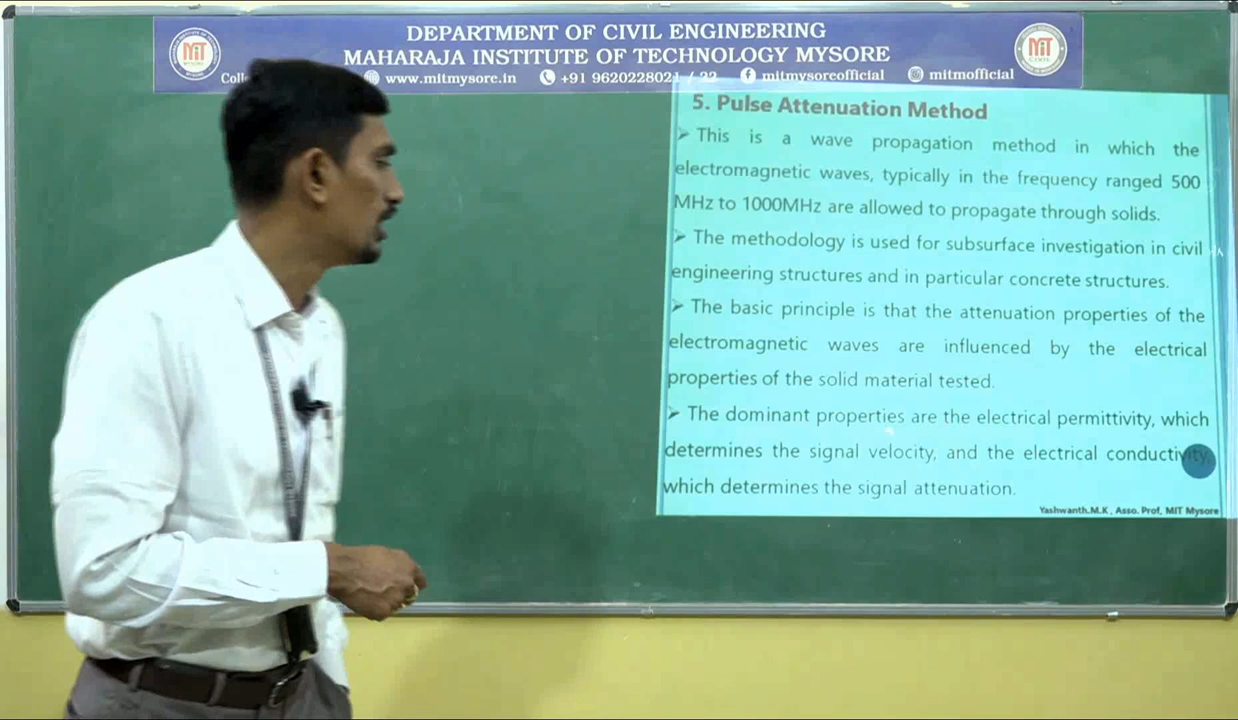 DEPARTMENT OF CIVIL ENGINEERING
MAHARAJA INSTITUTE OF TECHNOLOGY MYSORE
www.mitmysore.in +91 9620228021 / 22 mitmysoreofficial mitmofficial
MiT
MiT
5. Pulse Attenuation Method
➢ This is a wave propagation method in which the
electromagnetic waves, typically in the frequency ranged 500
MHz to 1000MHz are allowed to propagate through solids.
➢ The methodology is used for subsurface investigation in civil
engineering structures and in particular concrete structures.
➢ The basic principle is that the attenuation properties of the
electromagnetic waves are influenced by the electrical
properties of the solid material tested.
➢ The dominant properties are the electrical permittivity, which
determines the signal velocity, and the electrical conductivity,
which determines the signal attenuation.
Yashwanth.M.K, Asso. Prof, MIT Mysore